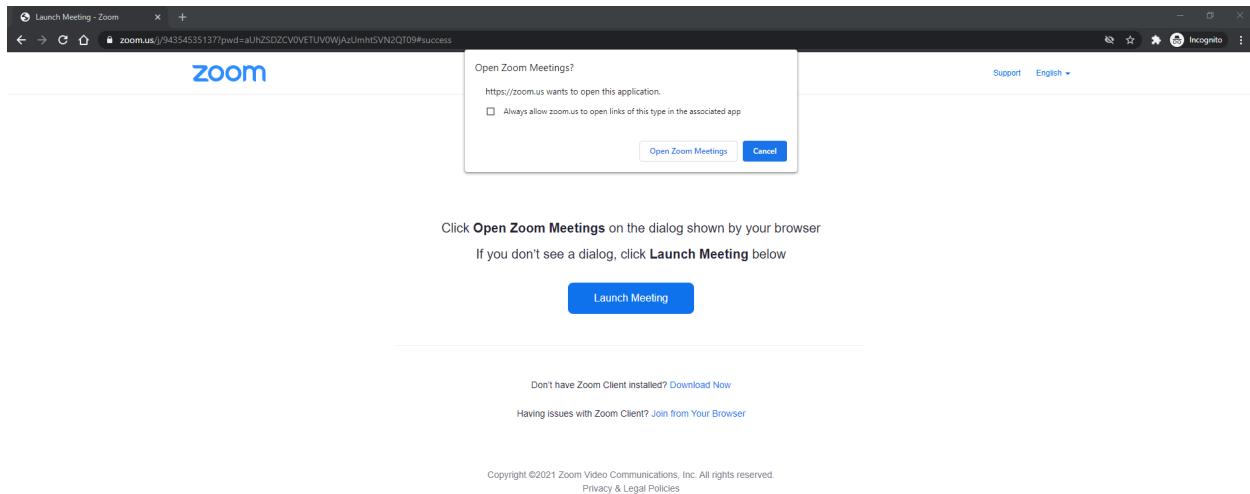 Launch Meeting - Zoom
zoom.us/j/94354535137?pwd=aUhZSDZCV0VETUV0WjAzUmhtSVN2QT09#success
Incognito
zoom
Support English
Open Zoom Meetings?
https://zoom.us wants to open this application.
Always allow zoom.us to open links of this type in the associated app
Open Zoom Meetings Cancel
Click Open Zoom Meetings on the dialog shown by your browser
If you don't see a dialog, click Launch Meeting below
Launch Meeting
Don't have Zoom Client installed? Download Now
Having issues with Zoom Client? Join from Your Browser
Copyright ©2021 Zoom Video Communications, Inc. All rights reserved.
Privacy & Legal Policies